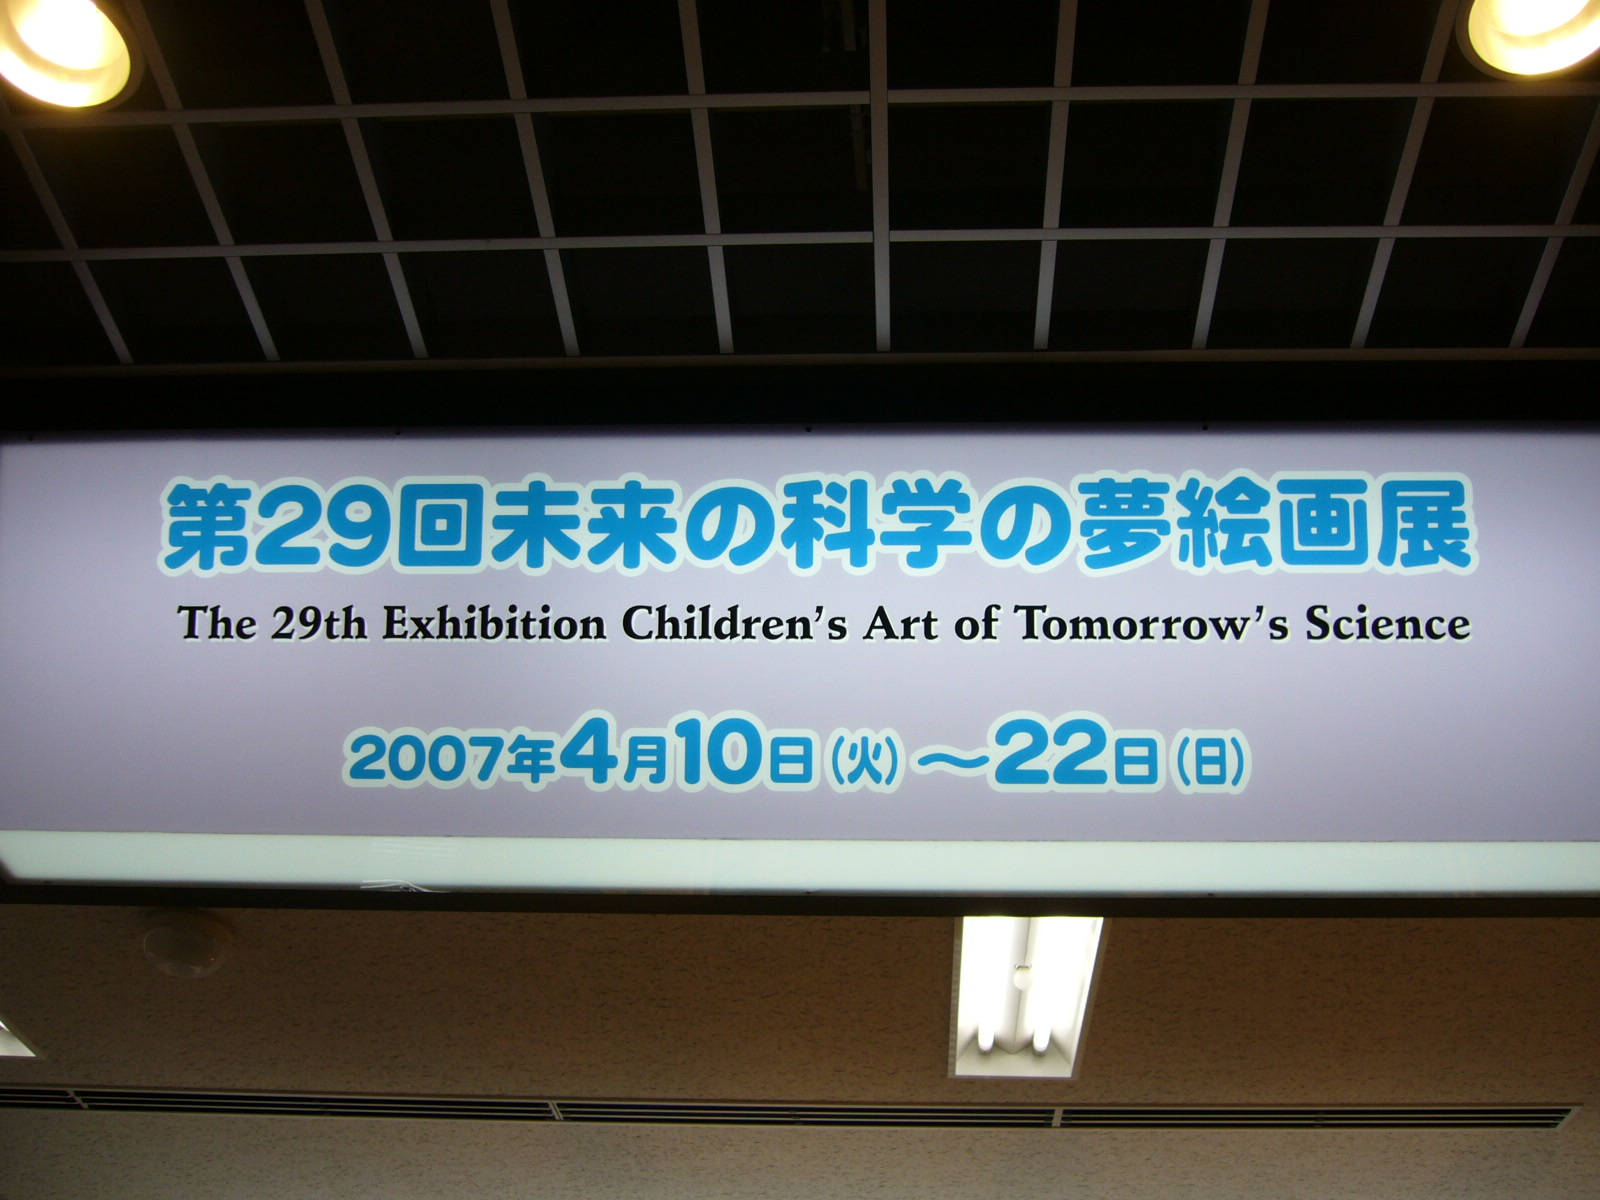 第29回未来の科学の夢絵画展
The 29th Exhibition Children's Art of Tomorrow's Science
2007年4月10日(火)～22日(日)